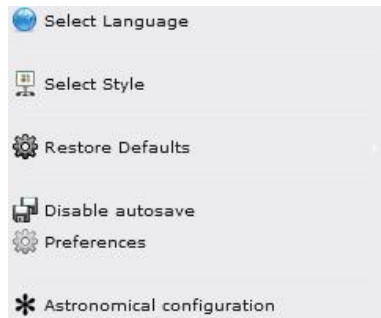 Select Language
Select Style
Restore Defaults
Disable autosave
Preferences
Astronomical configuration